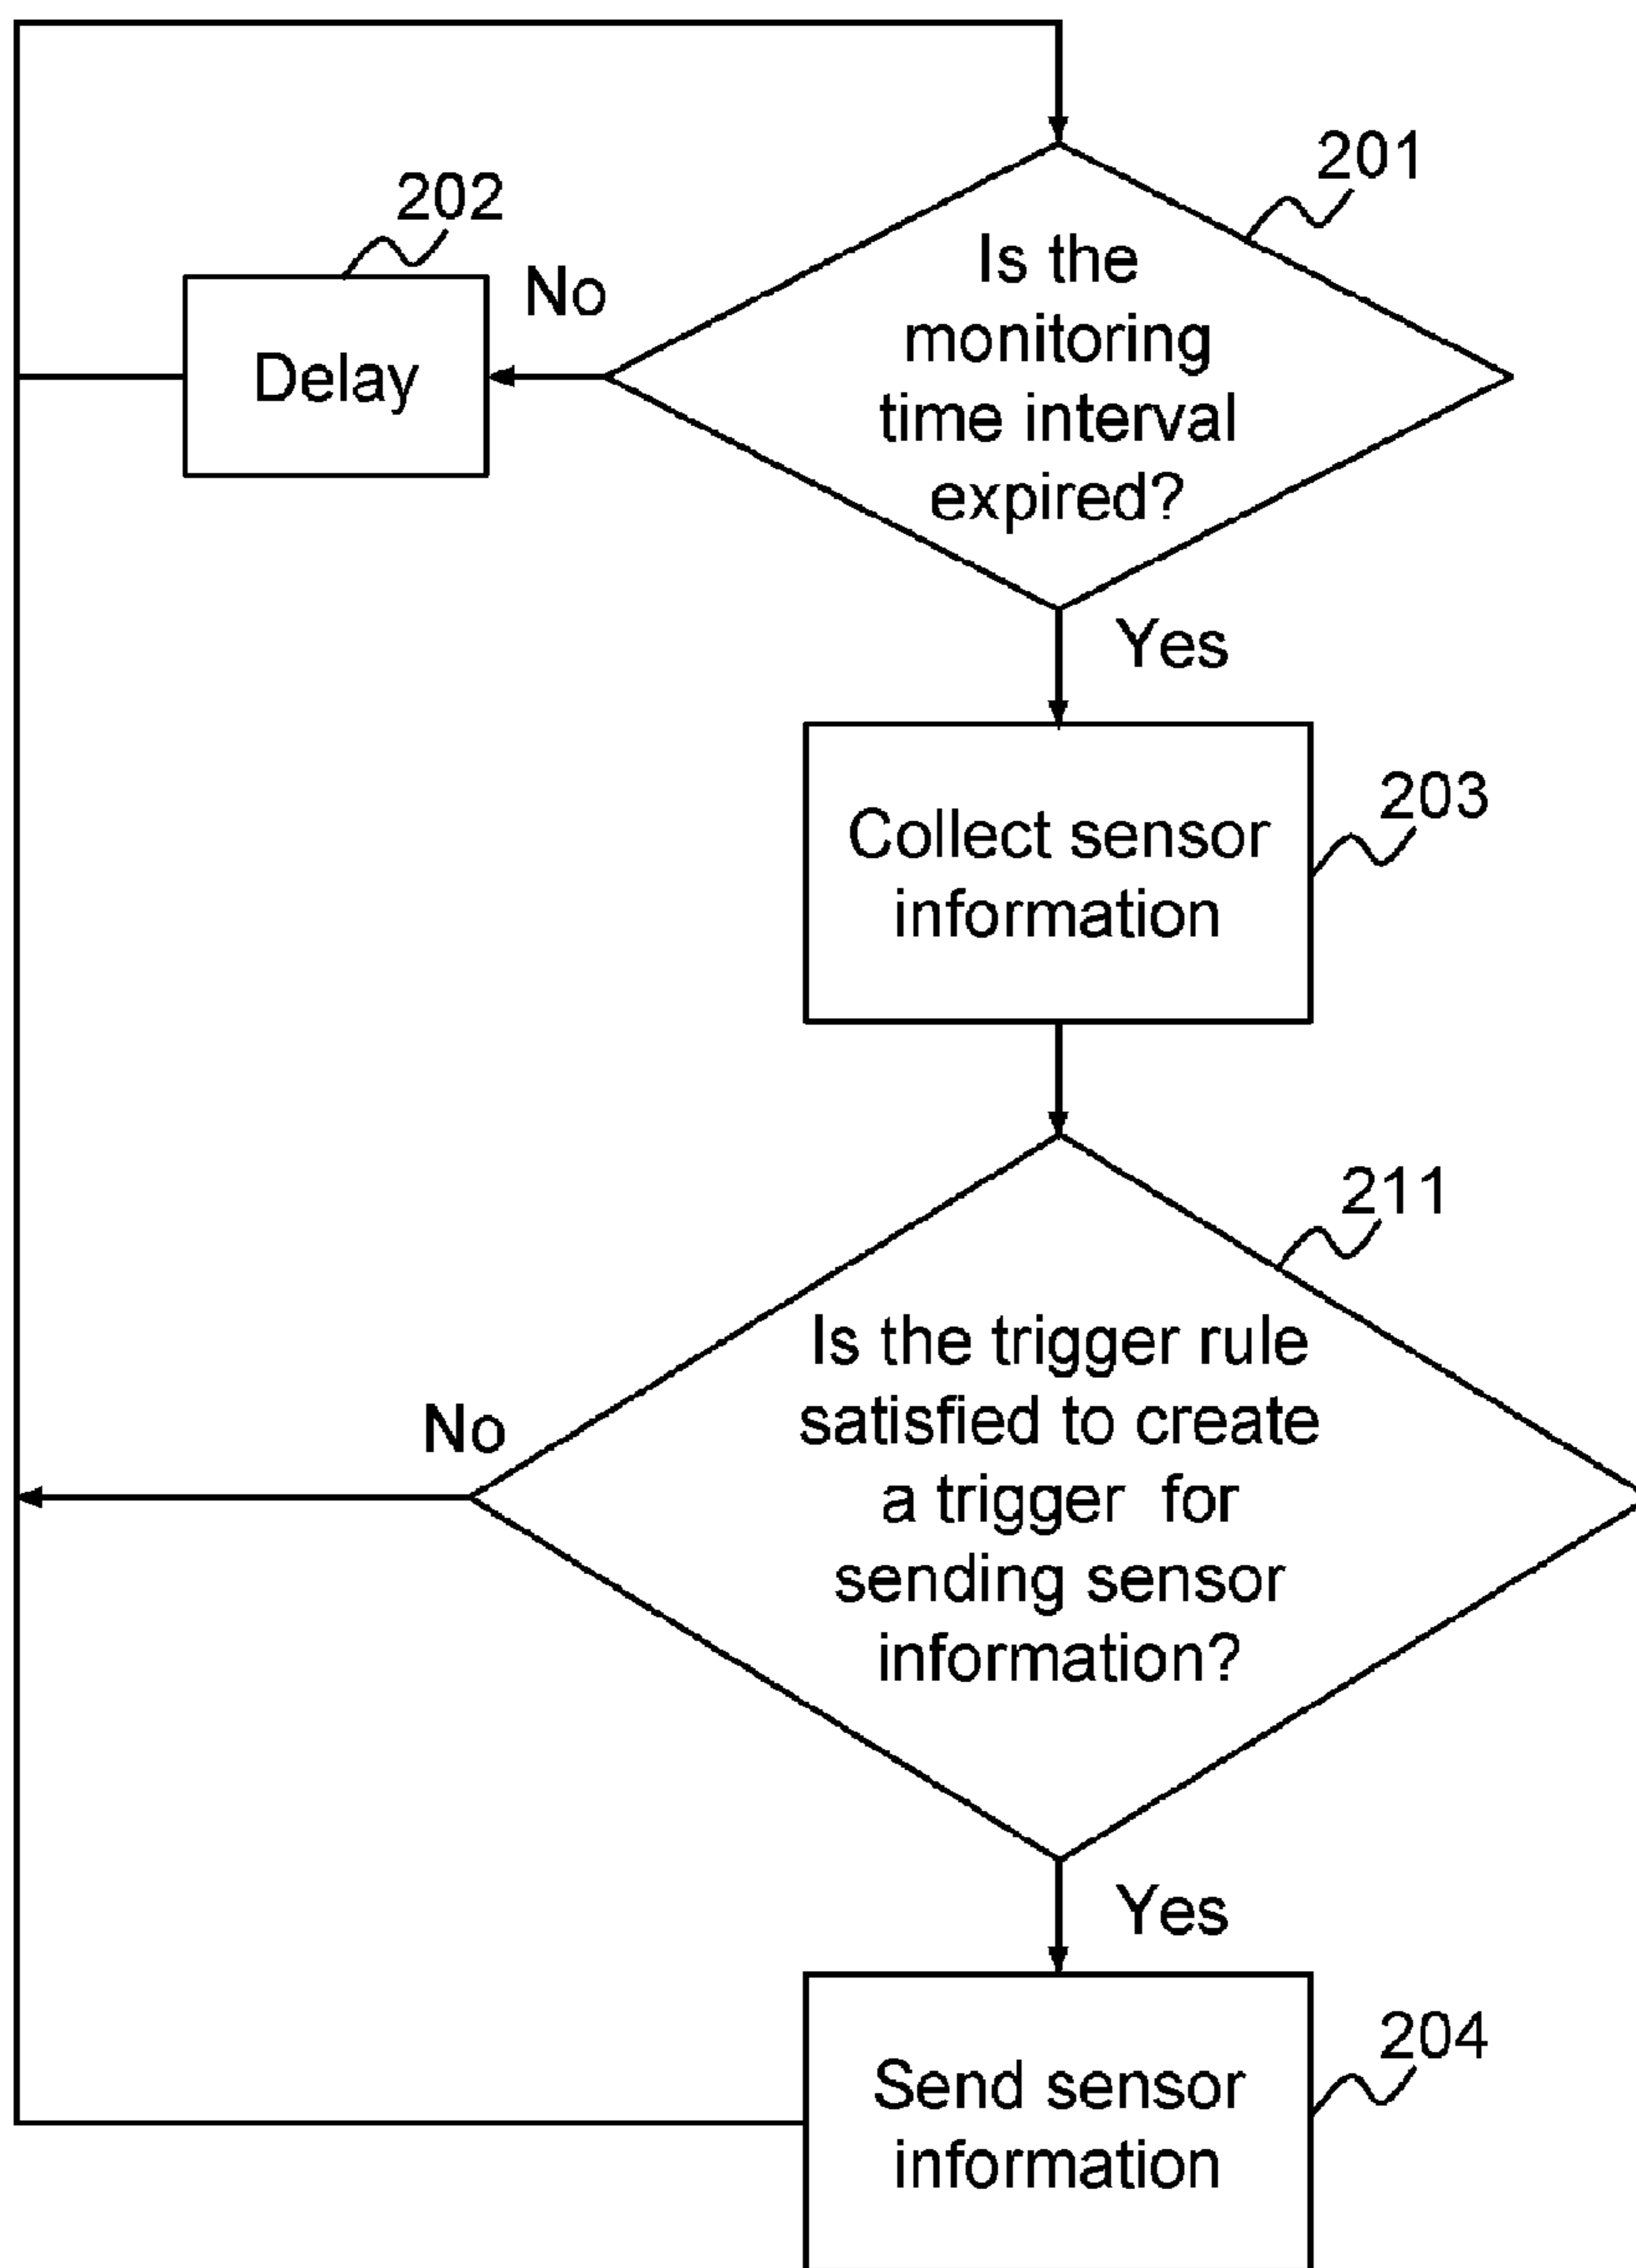 201
202
Is the
monitoring
time interval
expired?
No
Delay
Yes
203
Collect sensor
information
211
Is the trigger rule
satisfied to create
a trigger for
sending sensor
information?
No
Yes
204
Send sensor
information